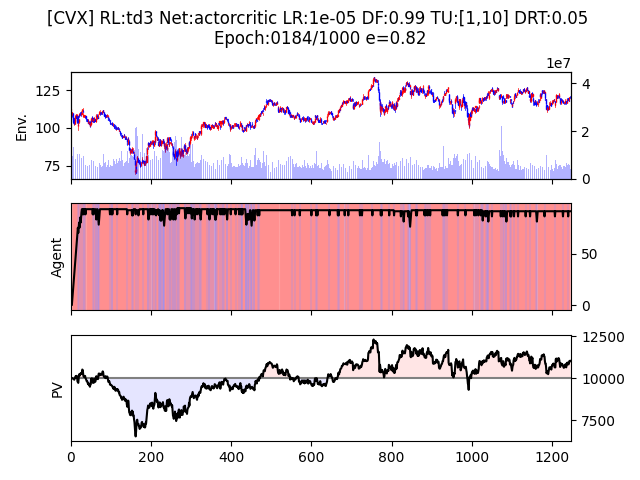 [CVX] RL:td3 Net:actorcritic LR:1e-05 DF:0.99 TU:[1,10] DRT:0.05
Epoch:0184/1000 e=0.82
1e7
Env.
125
100
75
4
2
0
Agent
50
0
PV
12500
10000
7500
0 200 400 600 800 1000 1200